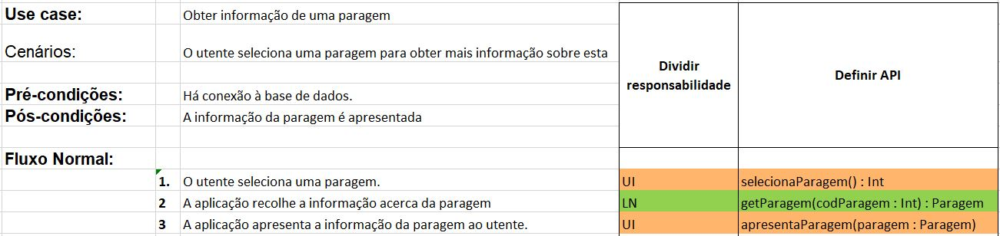 Use case: Obter informação de uma paragem
Cenários: O utente seleciona uma paragem para obter mais informação sobre esta
Dividir responsabilidade
Definir API
Pré-condições: Há conexão à base de dados.
Pós-condições: A informação da paragem é apresentada
Fluxo Normal:
1. O utente seleciona uma paragem. UI selecionaParagem() : Int
2 A aplicação recolhe a informação acerca da paragem LN getParagem(codParagem : Int) : Paragem
3 A aplicação apresenta a informação da paragem ao utente. UI apresentaParagem(paragem : Paragem)